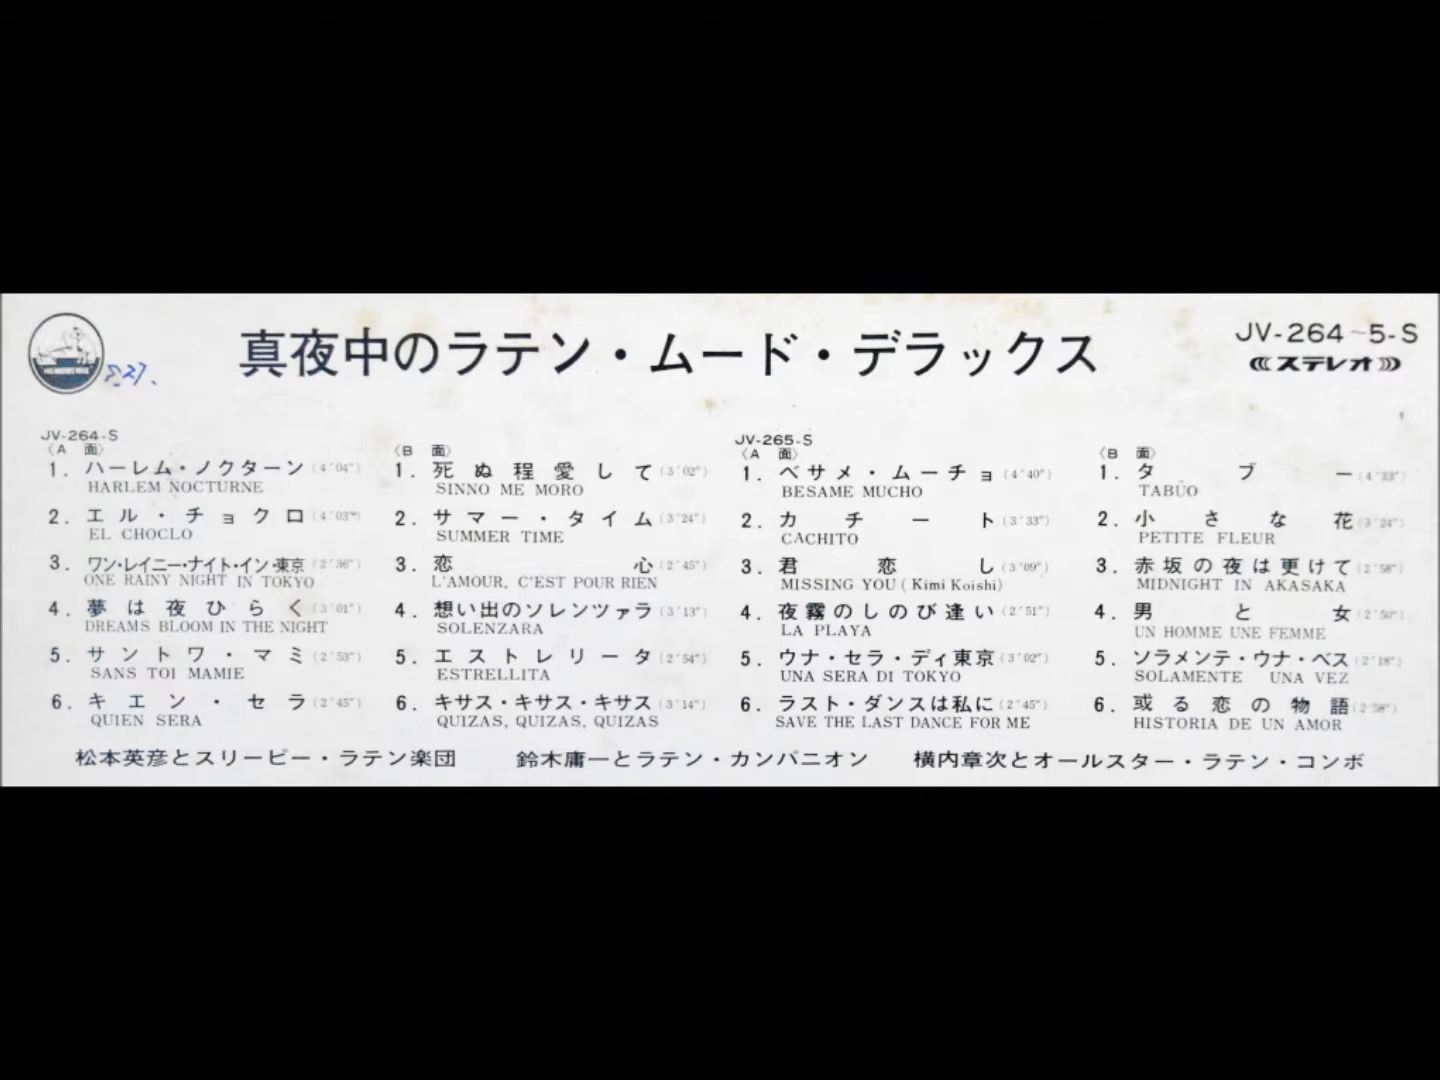 真夜中のラテン・ムード・デラックス
JV-264~5-S
ステレオ
JV-264-S
〈A 面〉
1. ハーレム・ノクターン (4'04")
HARLEM NOCTURNE
2. エル・チョクロ (4'03")
EL CHOCLO
3. ワン・レイニー・ナイト・イン・東京 (2'36")
ONE RAINY NIGHT IN TOKYO
4. 夢は夜ひらく (3'01")
DREAMS BLOOM IN THE NIGHT
5. サントワ・マミ (2'53")
SANS TOI MAMIE
6. キエン・セラ (2'45")
QUIEN SERA
〈B 面〉
1. 死ぬ程愛して (3'02")
SINNO ME MORO
2. サマー・タイム (3'24")
SUMMER TIME
3. 恋心 (2'45")
L'AMOUR, C'EST POUR RIEN
4. 想い出のソレンツァラ (3'13")
SOLENZARA
5. エストレリータ (2'54")
ESTRELLITA
6. キサス・キサス・キサス (3'14")
QUIZAS, QUIZAS, QUIZAS
JV-265-S
〈A 面〉
1. ベサメ・ムーチョ (4'40")
BESAME MUCHO
2. カチート (3'33")
CACHITO
3. 君恋し (3'09")
MISSING YOU (Kimi Koishi)
4. 夜霧のしのび逢い (2'51")
LA PLAYA
5. ウナ・セラ・ディ東京 (3'02")
UNA SERA DI TOKYO
6. ラスト・ダンスは私に (2'45")
SAVE THE LAST DANCE FOR ME
〈B 面〉
1. タブー (4'33")
TABÜO
2. 小さな花 (3'24")
PETITE FLEUR
3. 赤坂の夜は更けて (2'58")
MIDNIGHT IN AKASAKA
4. 男と女 (2'50")
UN HOMME UNE FEMME
5. ソラメンテ・ウナ・ベス (2'18")
SOLAMENTE UNA VEZ
6. 或る恋の物語 (2'58")
HISTORIA DE UN AMOR
松本英彦とスリーピー・ラテン楽団 鈴木庸一とラテン・カンパニオン 横内章次とオールスター・ラテン・コンボ